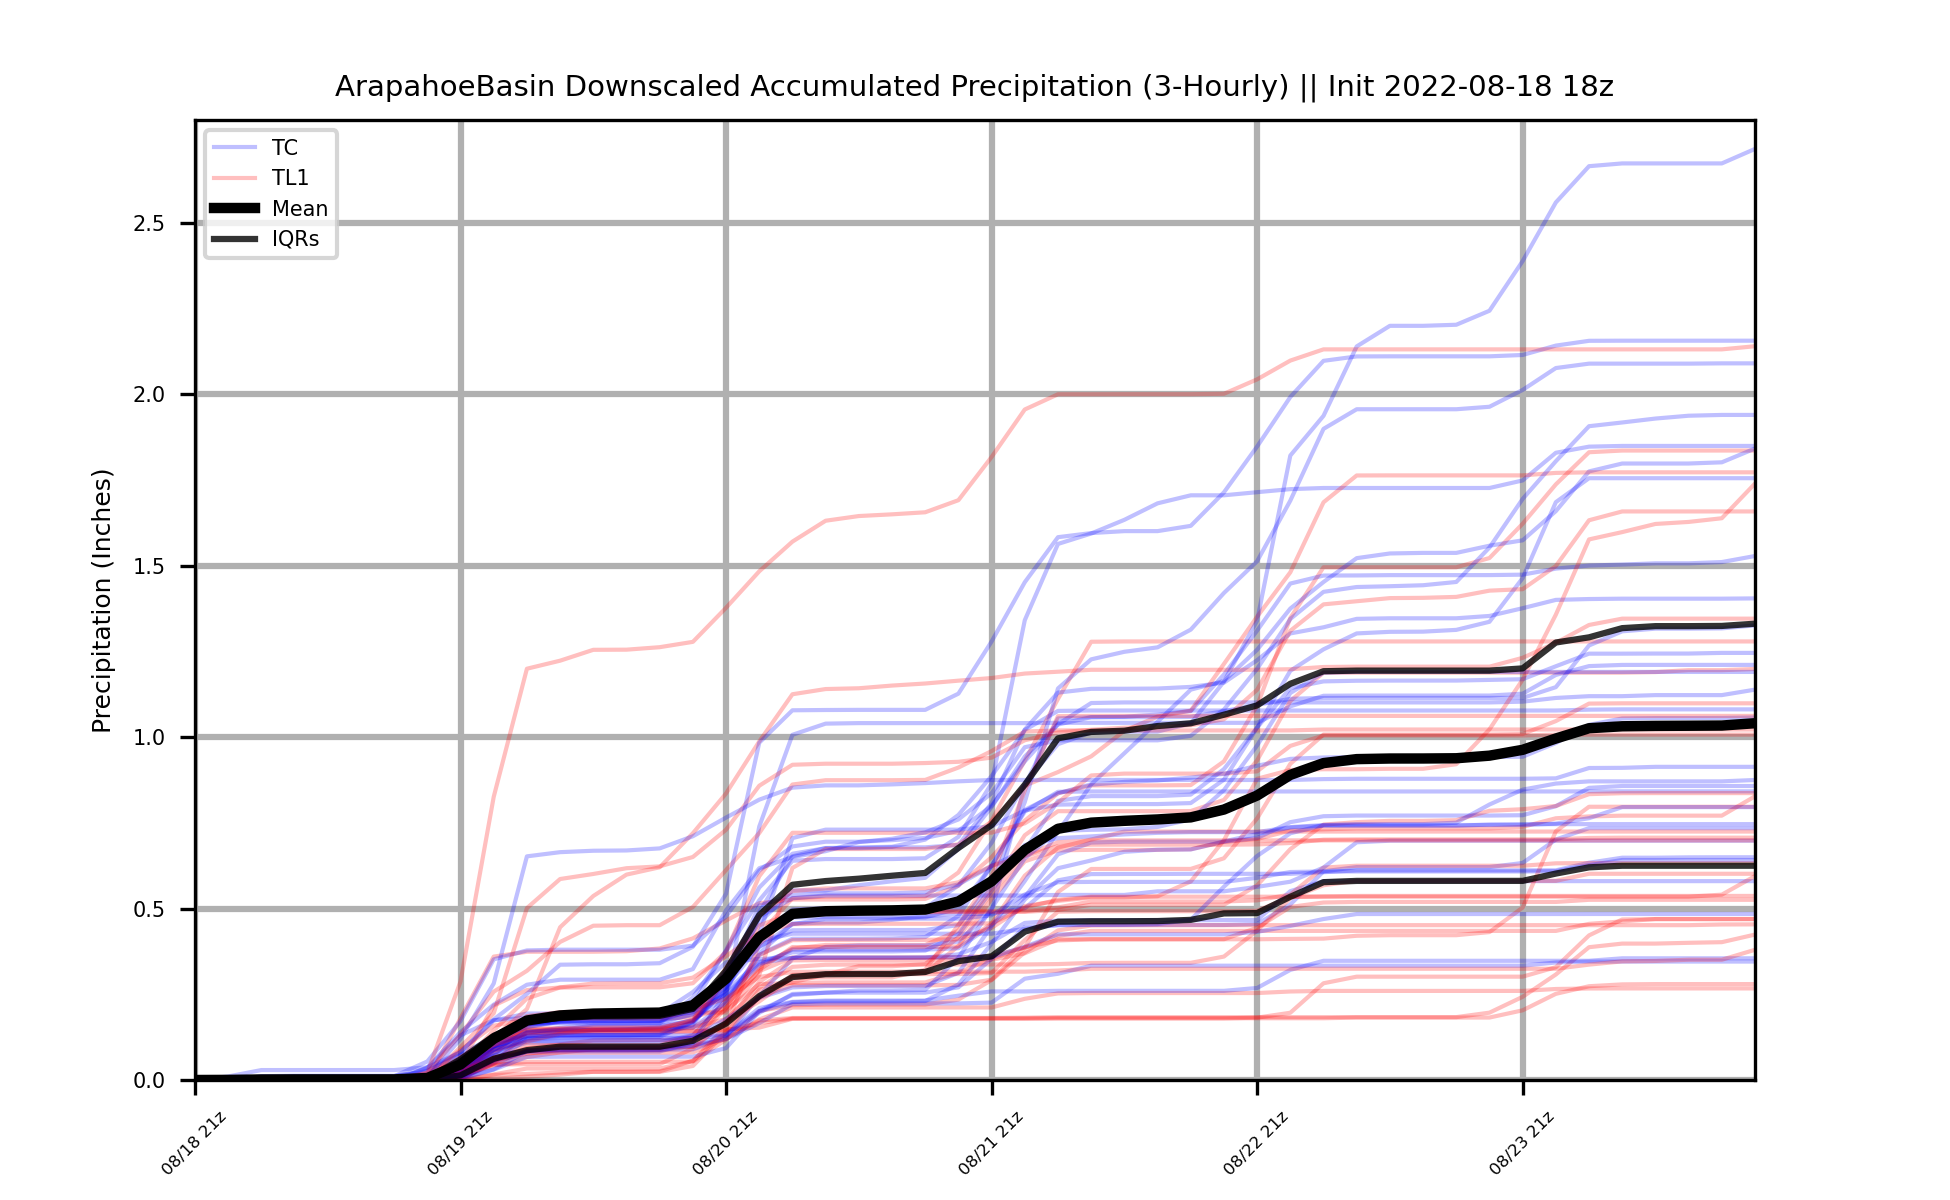 ArapahoeBasin Downscaled Accumulated Precipitation (3-Hourly) || Init 2022-08-18 18z
TC
TL1
Mean
IQRs
Precipitation (Inches)
2.5
2.0
1.5
1.0
0.5
0.0
08/18 21z
08/19 21z
08/20 21z
08/21 21z
08/22 21z
08/23 21z